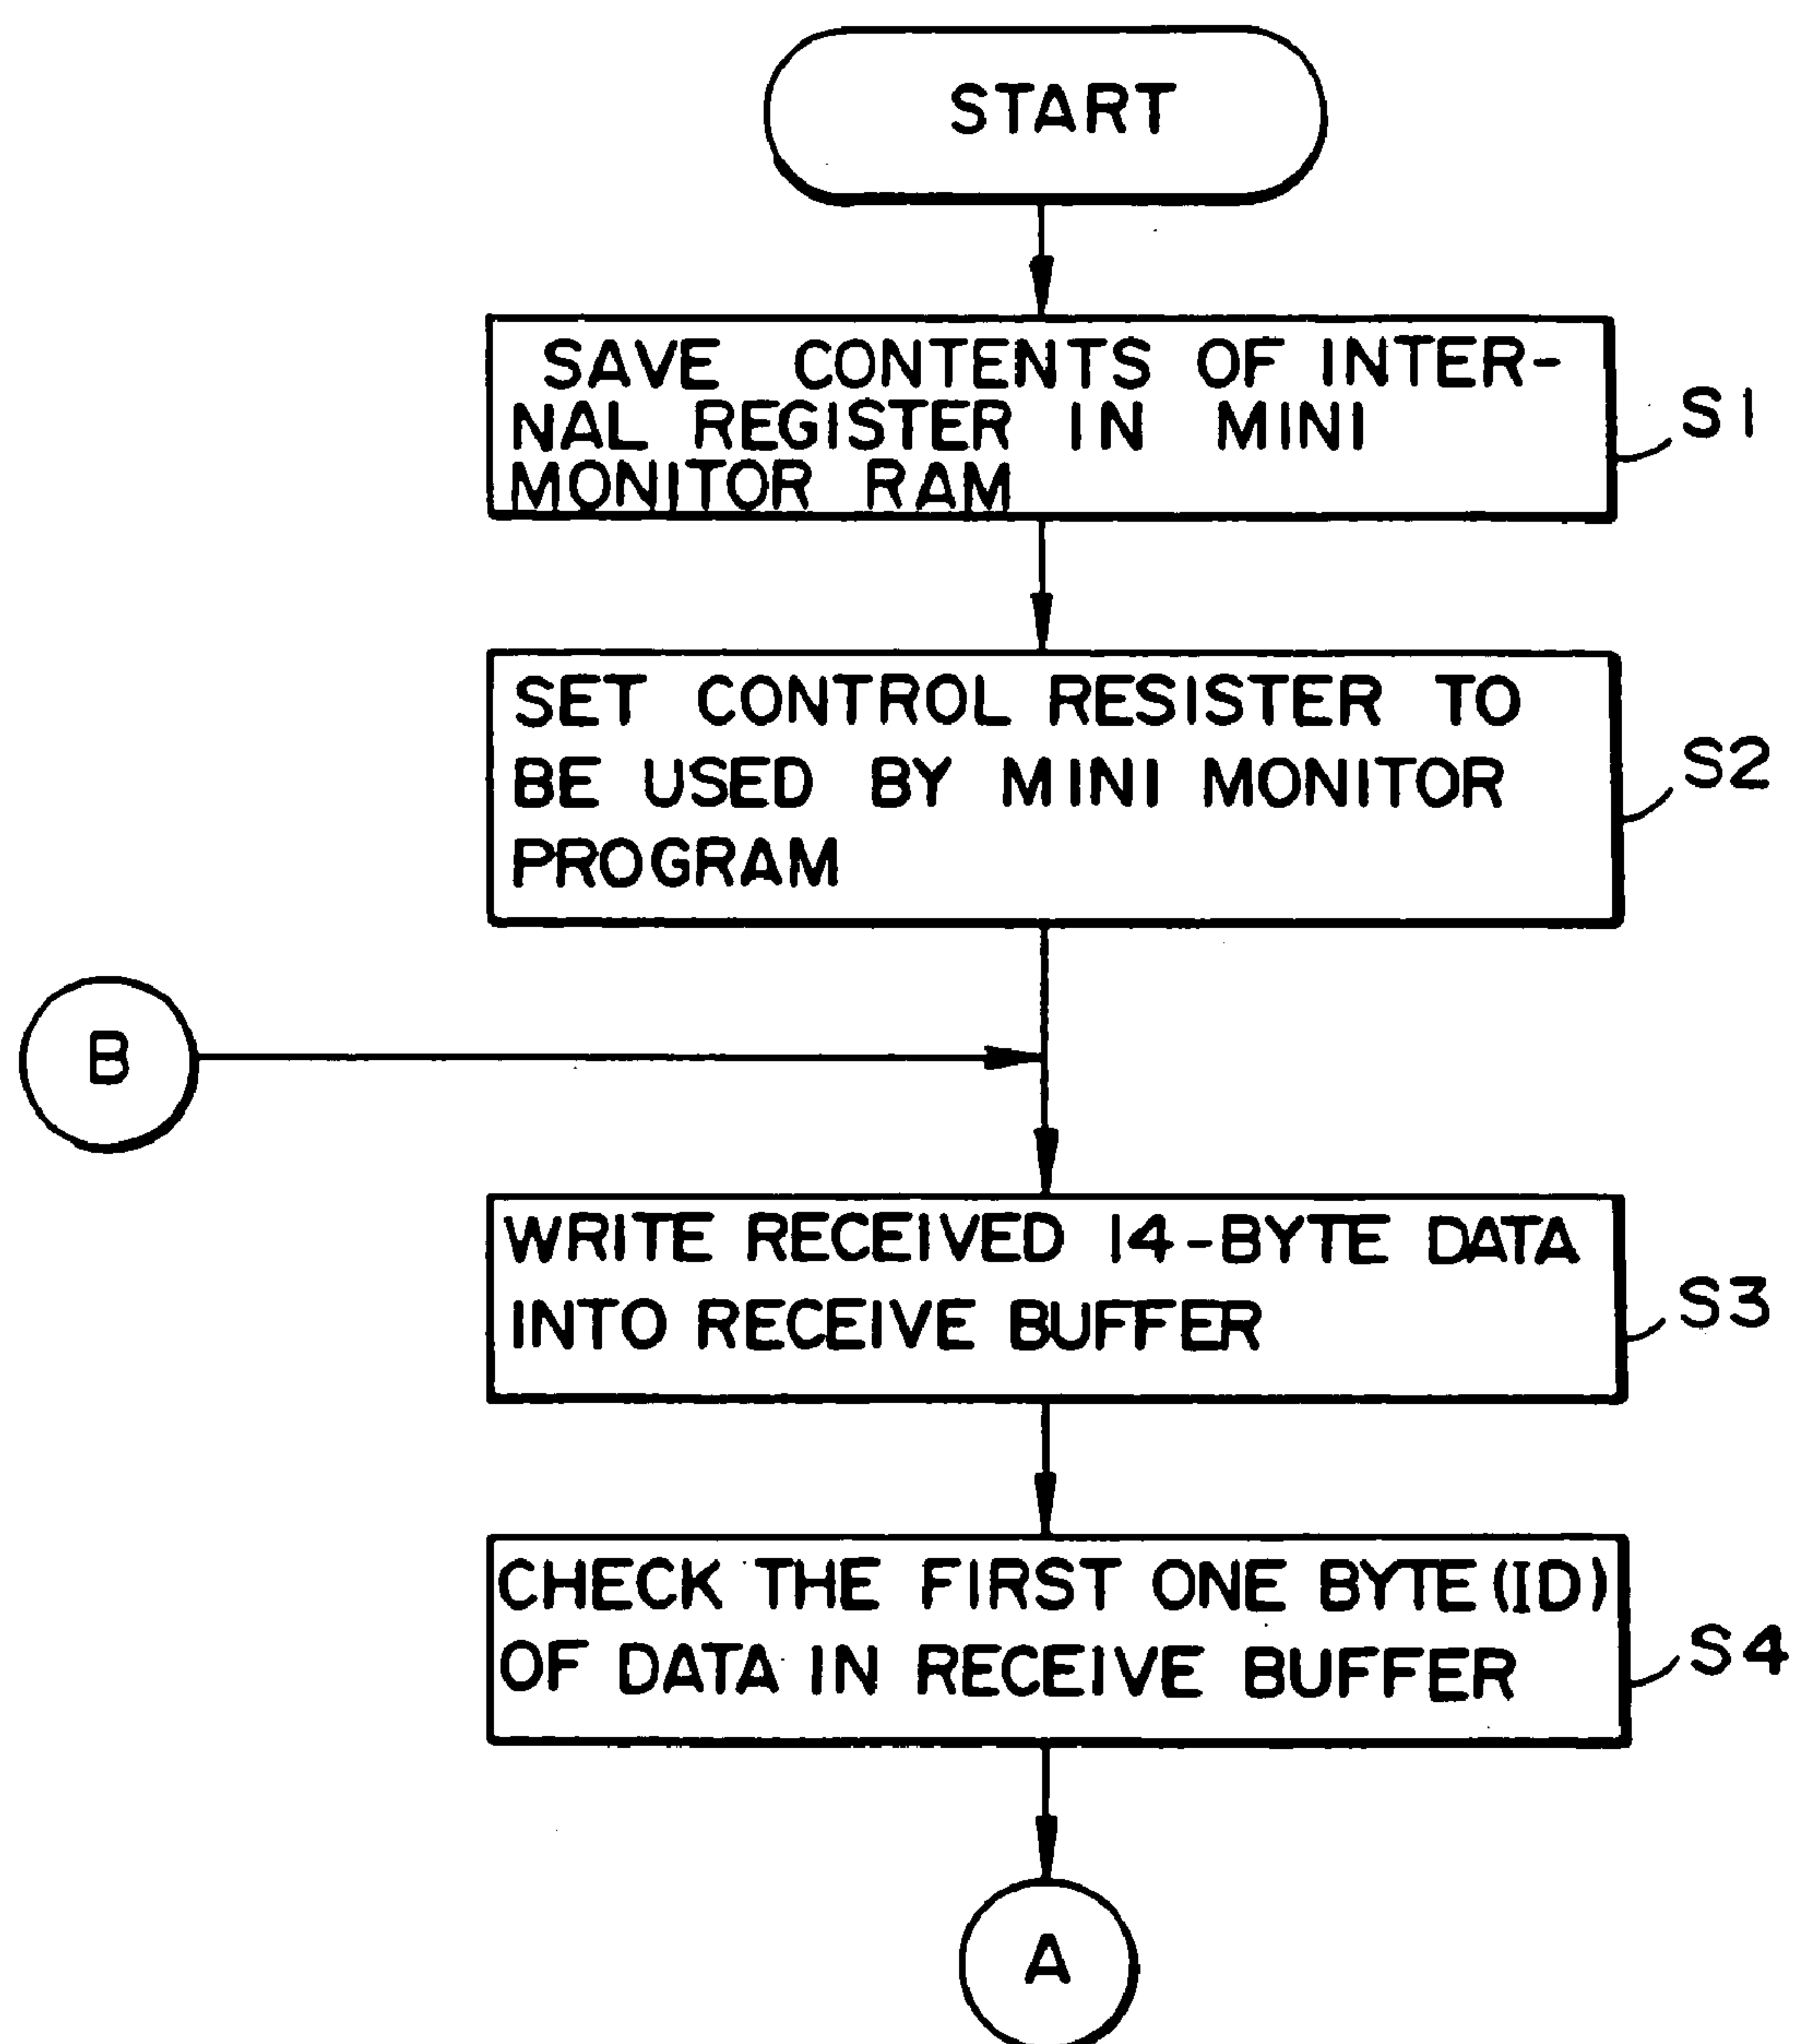 START
SAVE CONTENTS OF INTER-
NAL REGISTER IN MINI
MONITOR RAM
S1
SET CONTROL RESISTER TO
BE USED BY MINI MONITOR
PROGRAM
S2
B
WRITE RECEIVED 14-BYTE DATA
INTO RECEIVE BUFFER
S3
CHECK THE FIRST ONE BYTE (ID)
OF DATA IN RECEIVE BUFFER
S4
A